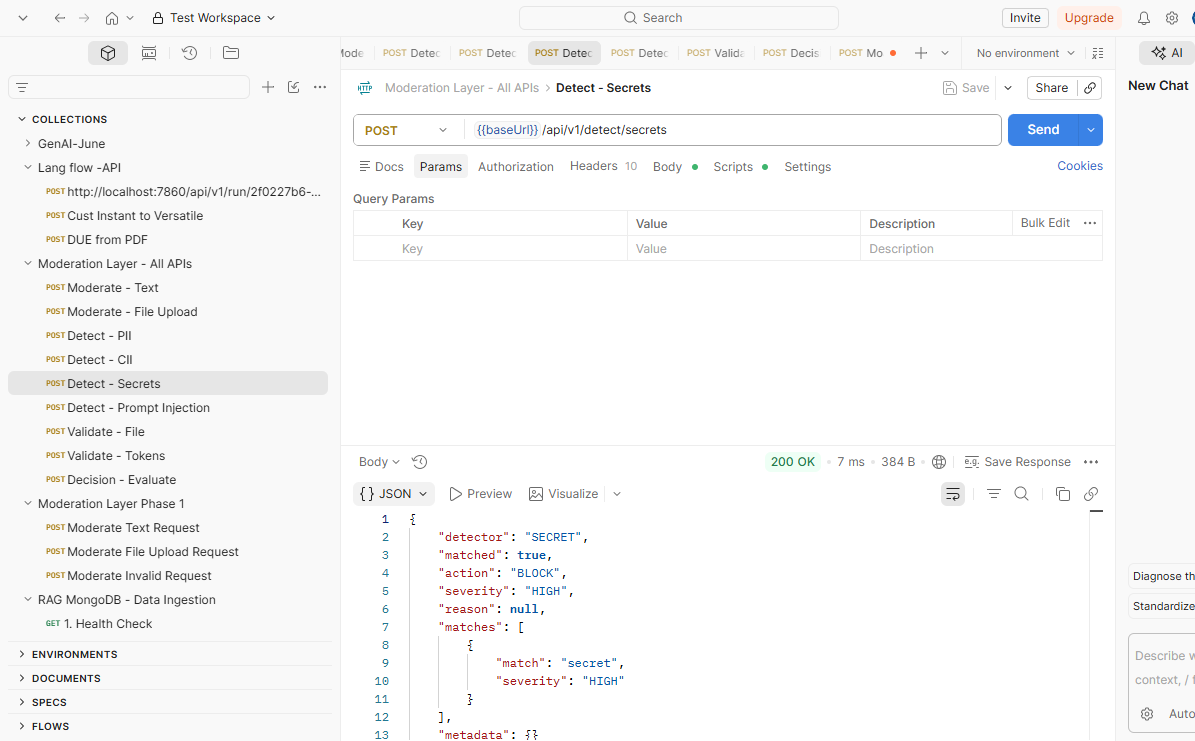 Test Workspace
Search
Invite
Upgrade
POST Detec
POST Detec
POST Detec
POST Detec
POST Valida
POST Decis
POST Mo
No environment
AI
Moderation Layer - All APIs > Detect - Secrets
Save
Share
New Chat
COLLECTIONS
GenAI-June
Lang flow -API
POST http://localhost:7860/api/v1/run/2f0227b6-...
POST Cust Instant to Versatile
POST DUE from PDF
Moderation Layer - All APIs
POST Moderate - Text
POST Moderate - File Upload
POST Detect - PII
POST Detect - CII
POST Detect - Secrets
POST Detect - Prompt Injection
POST Validate - File
POST Validate - Tokens
POST Decision - Evaluate
Moderation Layer Phase 1
POST Moderate Text Request
POST Moderate File Upload Request
POST Moderate Invalid Request
RAG MongoDB - Data Ingestion
GET 1. Health Check
ENVIRONMENTS
DOCUMENTS
SPECS
FLOWS
HTTP
POST
{{baseUrl}} /api/v1/detect/secrets
Send
Docs Params Authorization Headers 10 Body Scripts Settings
Cookies
Query Params
Key Value Description Bulk Edit
Key Value Description
Body
200 OK • 7 ms • 384 B
e.g. Save Response
{} JSON Preview Visualize
1 {
2 "detector": "SECRET",
3 "matched": true,
4 "action": "BLOCK",
5 "severity": "HIGH",
6 "reason": null,
7 "matches": [
8 {
9 "match": "secret",
10 "severity": "HIGH"
11 }
12 ],
13 "metadata": {}
Diagnose th
Standardize
Describe w
context, / f
Auto